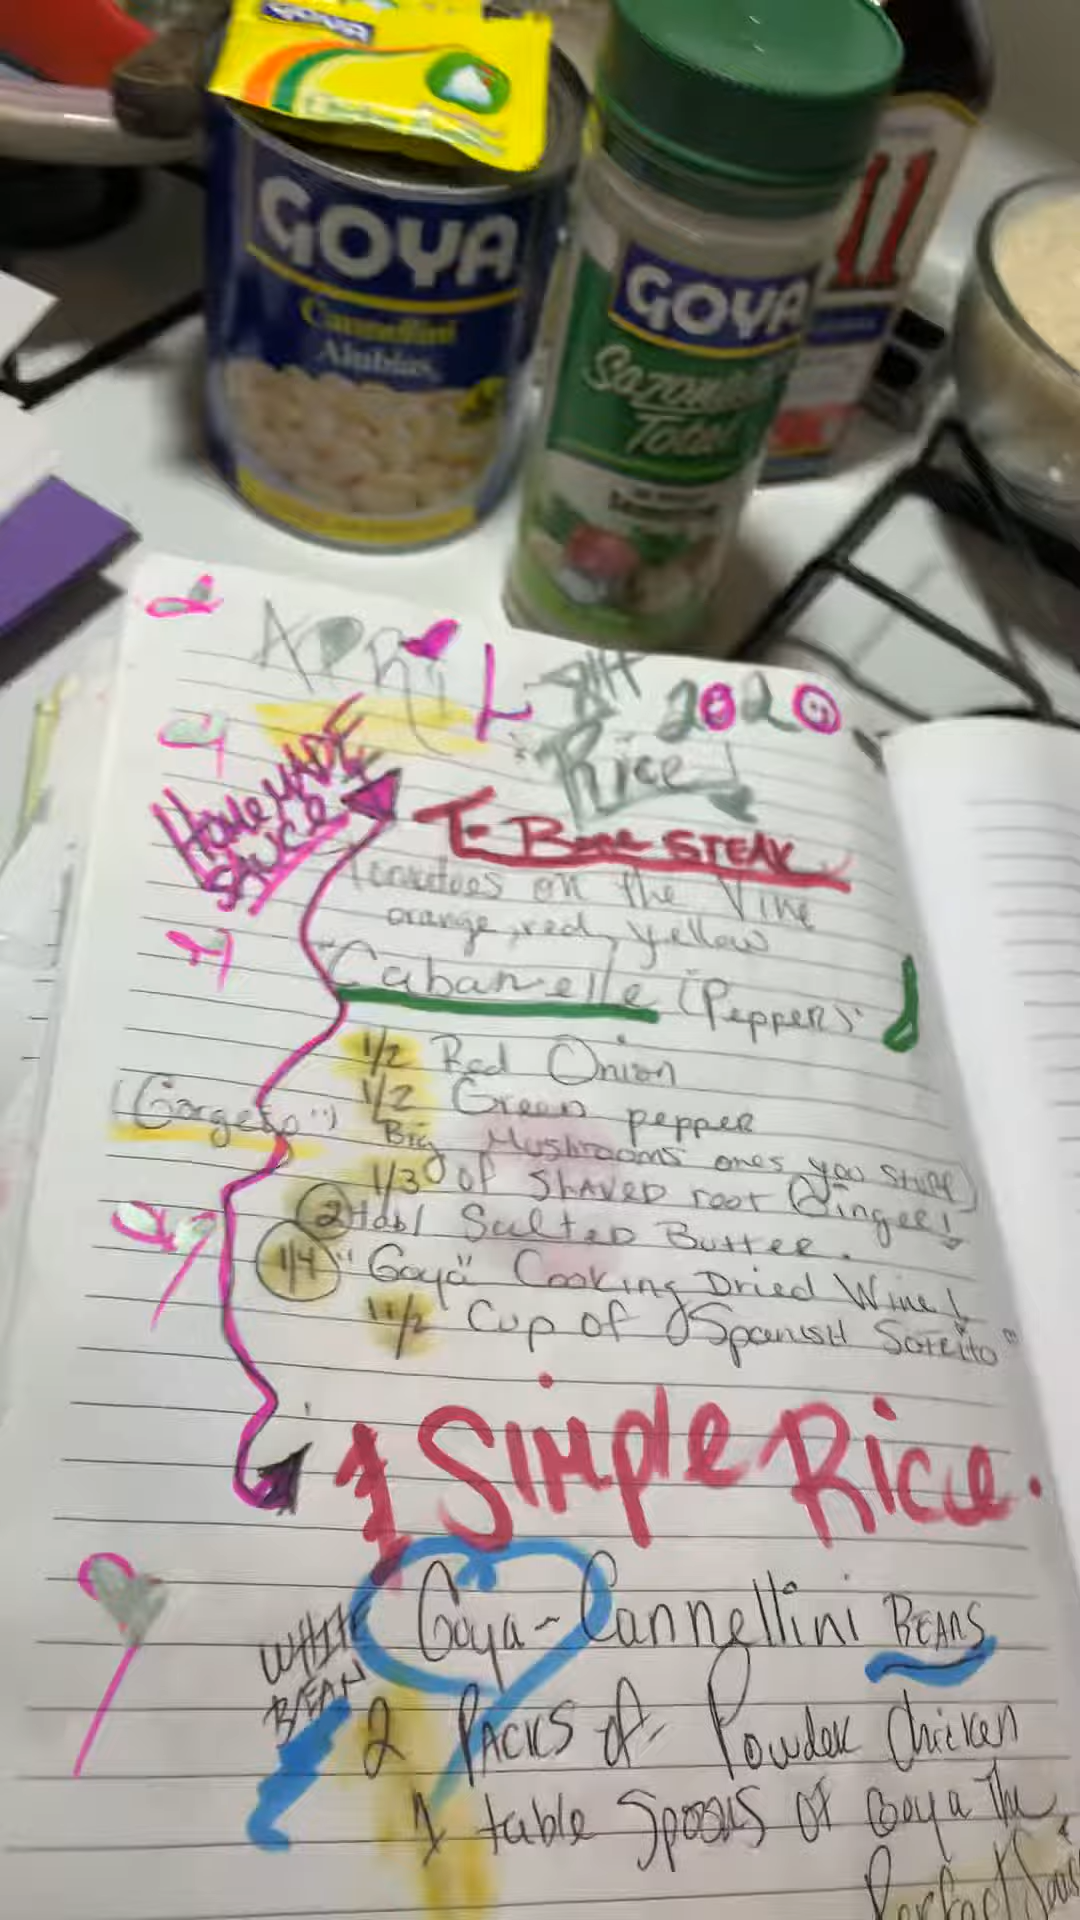 GOYA
GOYA
Cannellini
Alubias
GOYA
Sazonador
Total
11
APRIL 2020
Rice!
HOMEMADE
SAUCE
T-Bone STEAK
Tomatoes on the Vine
orange, red, yellow
"Cabanelle (Pepper)"
1/2 Red Onion
1/2 Green pepper
Big Mushrooms ones you stuff
1/3 of Shaved root Ginger!
2 tabl Salted Butter.
1/4 "Goya" Cooking Dried Wine!
1 1/2 Cup of Spanish Sofrito"
Simple Rice.
WHITE
BEAN
Goya~Cannellini BEANS
2 PACKS of Powder Chicken
1 table Spoons of Goya The
Perfect